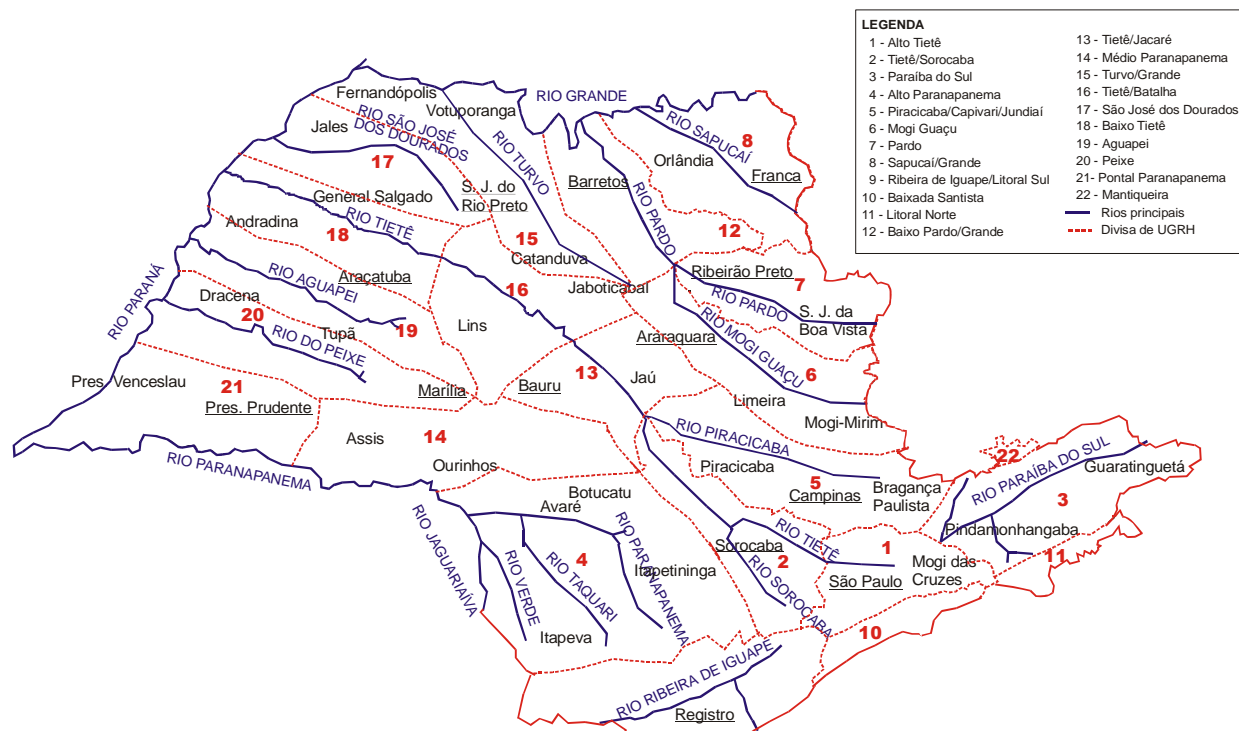 LEGENDA
1 - Alto Tietê
2 - Tietê/Sorocaba
3 - Paraíba do Sul
4 - Alto Paranapanema
5 - Piracicaba/Capivari/Jundiaí
6 - Mogi Guaçu
7 - Pardo
8 - Sapucaí/Grande
9 - Ribeira de Iguape/Litoral Sul
10 - Baixada Santista
11 - Litoral Norte
12 - Baixo Pardo/Grande
13 - Tietê/Jacaré
14 - Médio Paranapanema
15 - Turvo/Grande
16 - Tietê/Batalha
17 - São José dos Dourados
18 - Baixo Tietê
19 - Aguapei
20 - Peixe
21- Pontal Paranapanema
22 - Mantiqueira
Rios principais
Divisa de UGRH
Fernandópolis
Votuporanga
RIO GRANDE
RIO SÃO JOSÉ
DOS DOURADOS
Jales
17
RIO TURVO
RIO SAPUCAÍ
8
Orlândia
Franca
Barretos
General Salgado
S. J. do
Rio Preto
RIO PARDO
Andradina
RIO TIETÊ
18
15
Catanduva
12
Araçatuba
16
Jaboticabal
Ribeirão Preto
7
RIO PARDO
S. J. da
Boa Vista
RIO PARANÁ
RIO AGUAPEI
Dracena
20
RIO DO PEIXE
Tupã
19
Lins
Araraquara
RIO MOGI GUAÇU
6
Pres. Venceslau
21
Pres. Prudente
Marília
Bauru
13
Jaú
Limeira
Mogi-Mirim
Assis
14
RIO PIRACICABA
RIO PARANAPANEMA
Ourinhos
Piracicaba
5
Campinas
Bragança
Paulista
22
RIO PARAÍBA DO SUL
Guaratinguetá
3
Pindamonhangaba
11
Botucatu
Avaré
RIO JAGUARIAÍVA
RIO VERDE
RIO TAQUARI
4
RIO PARANAPANEMA
Itapetininga
Itapeva
Sorocaba
2
RIO TIETÊ
RIO SOROCABA
1
São Paulo
Mogi das
Cruzes
10
RIO RIBEIRA DE IGUAPE
Registro